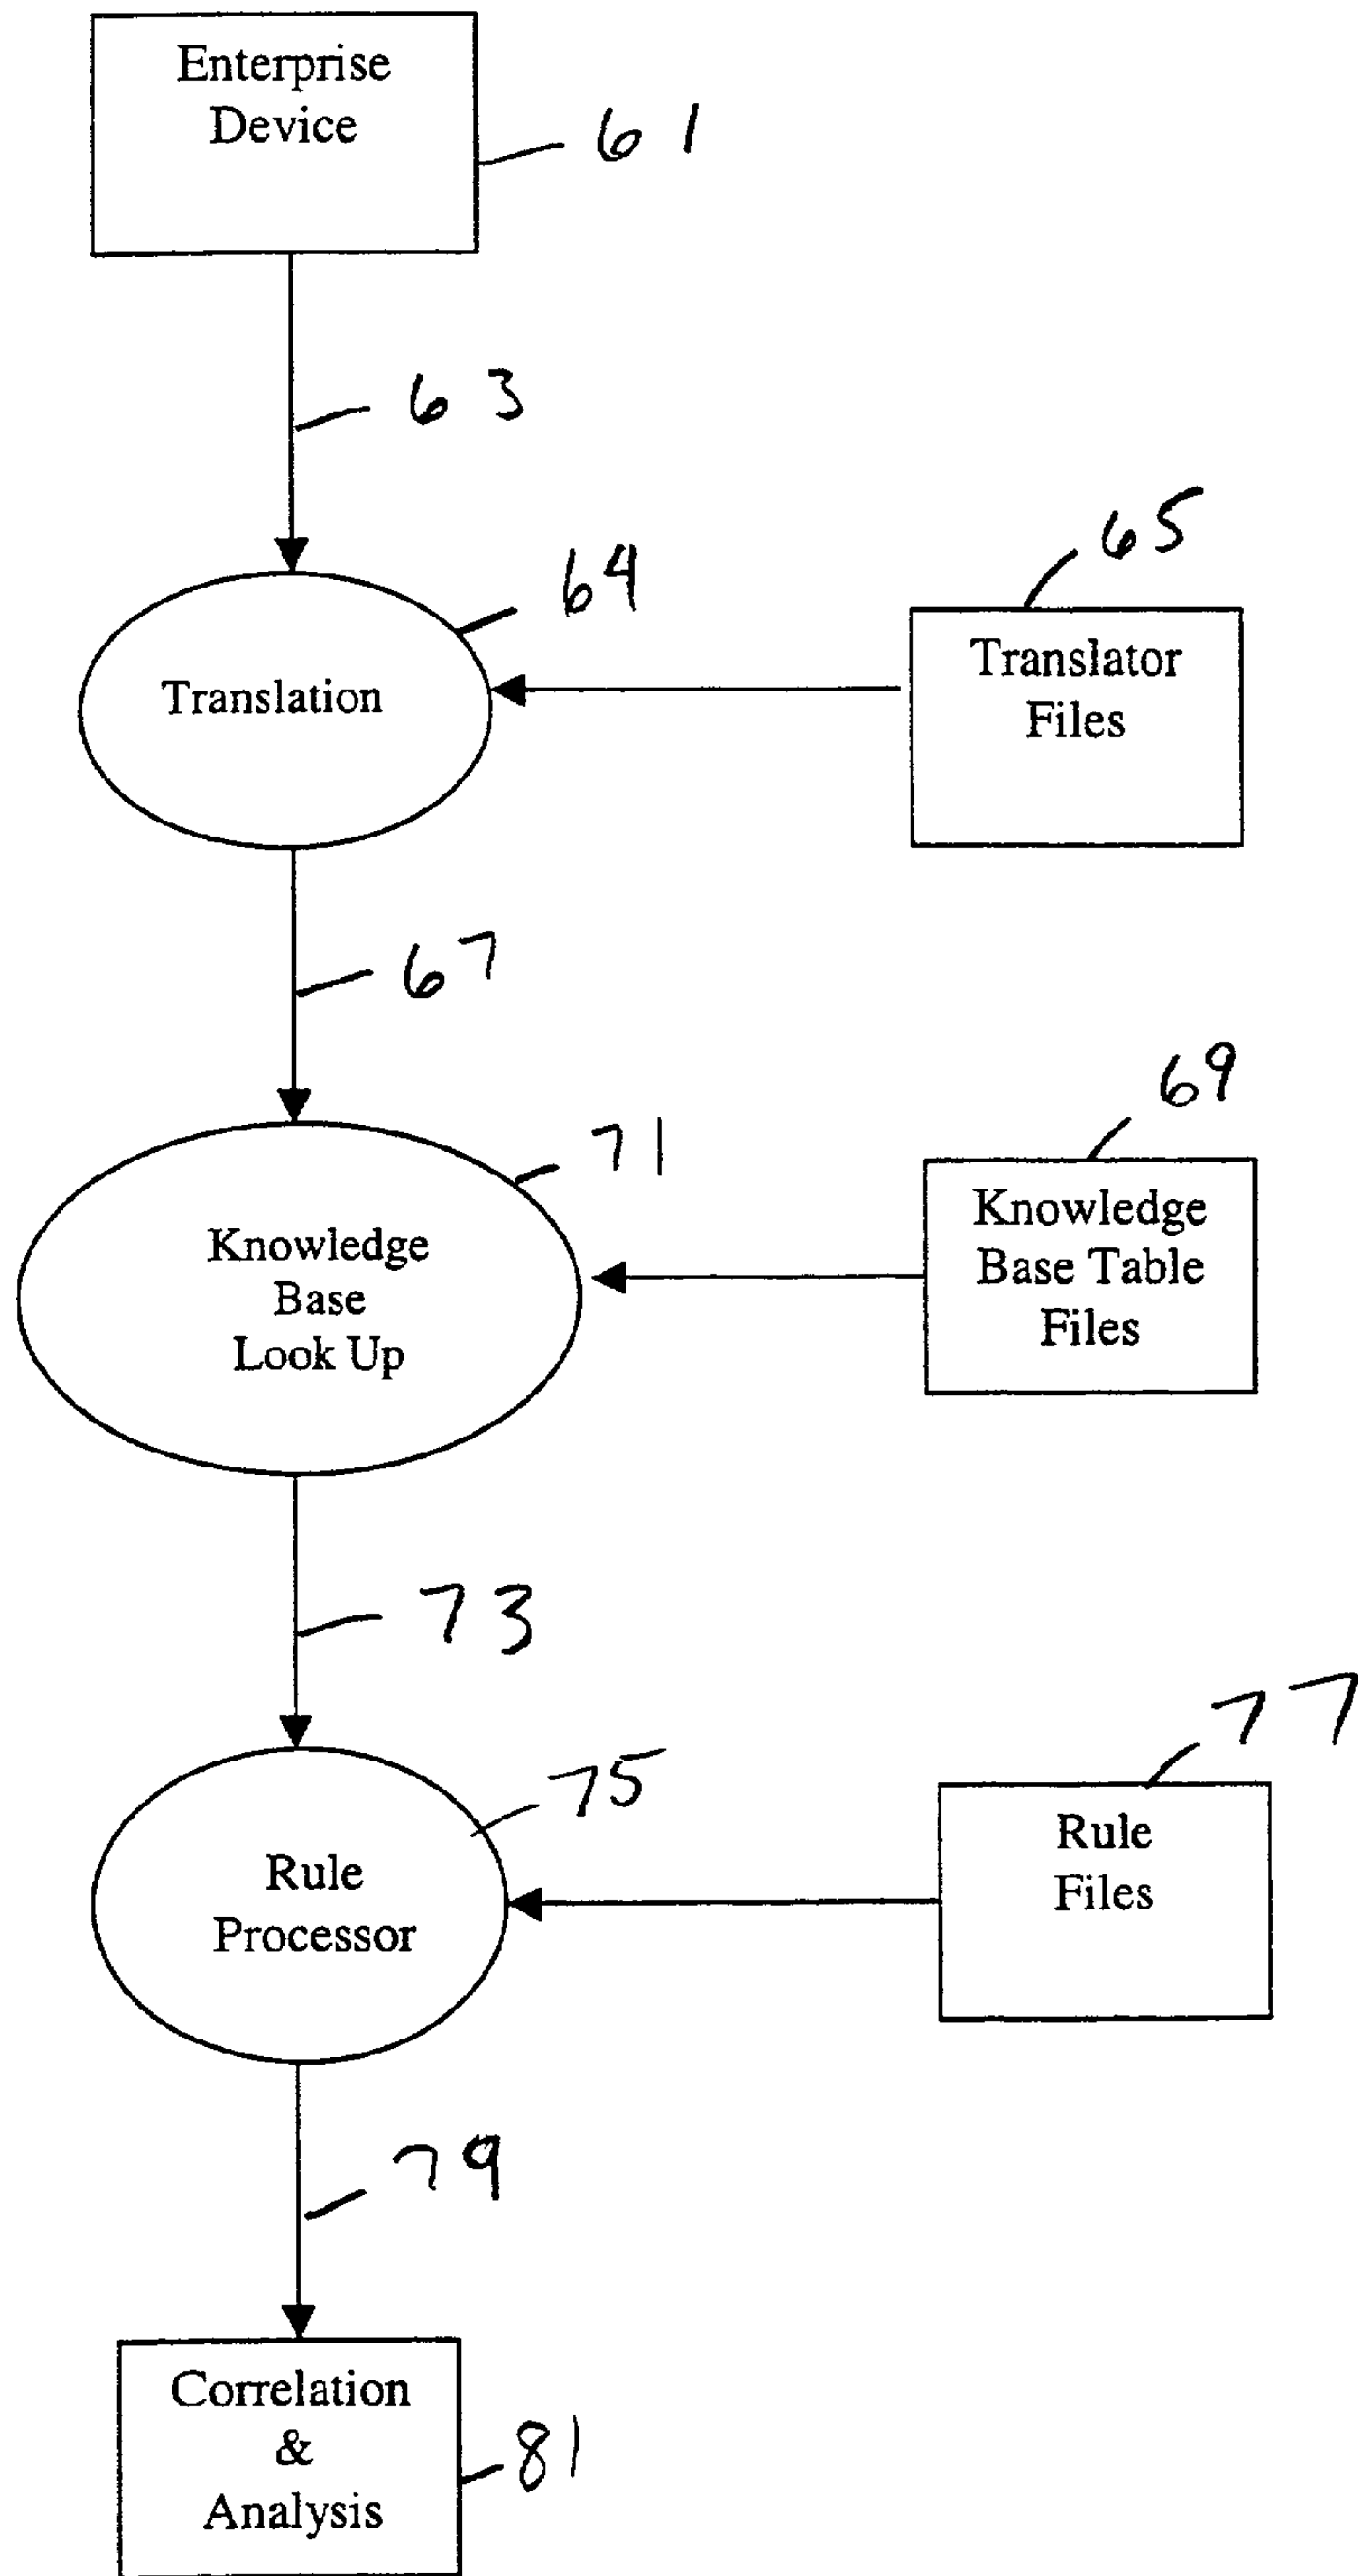 Enterprise
Device
61
63
64
65
Translation
Translator
Files
67
69
71
Knowledge
Base
Look Up
Knowledge
Base Table
Files
73
77
75
Rule
Processor
Rule
Files
79
Correlation
&
Analysis
81